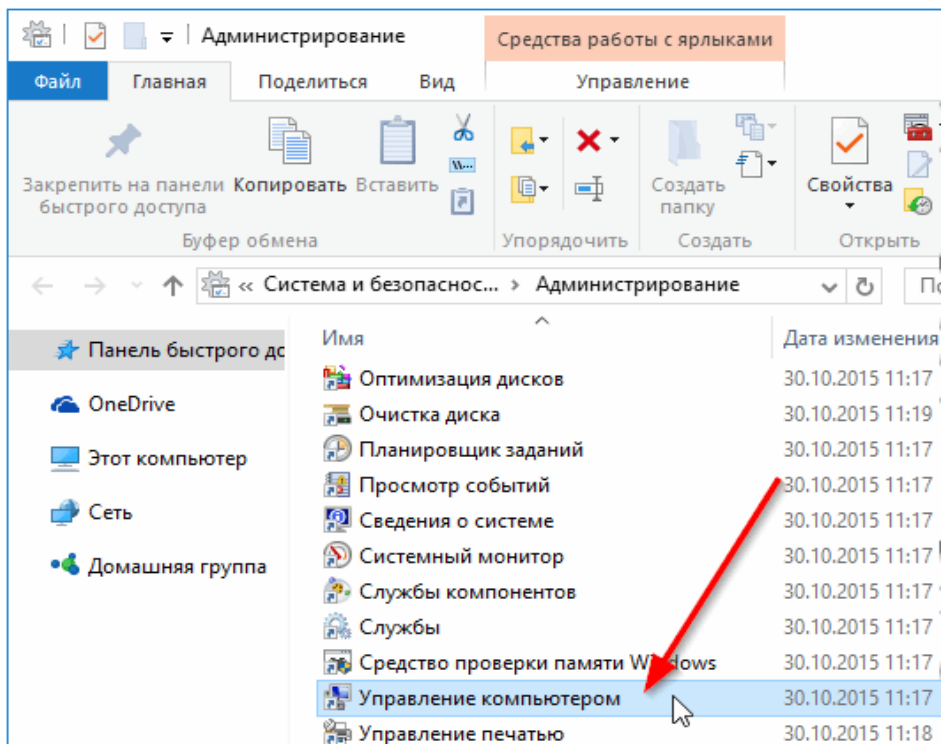 Администрирование
Средства работы с ярлыками
Файл
Главная
Поделиться
Вид
Управление
Закрепить на панели быстрого доступа
Копировать
Вставить
Создать папку
Свойства
Буфер обмена
Упорядочить
Создать
Открыть
« Система и безопаснос... › Администрирование
Имя
Дата изменения
Панель быстрого дс
OneDrive
Этот компьютер
Сеть
Домашняя группа
Оптимизация дисков 30.10.2015 11:17
Очистка диска 30.10.2015 11:19
Планировщик заданий 30.10.2015 11:17
Просмотр событий 30.10.2015 11:17
Сведения о системе 30.10.2015 11:17
Системный монитор 30.10.2015 11:17
Службы компонентов 30.10.2015 11:17
Службы 30.10.2015 11:17
Средство проверки памяти Windows 30.10.2015 11:17
Управление компьютером 30.10.2015 11:17
Управление печатью 30.10.2015 11:18